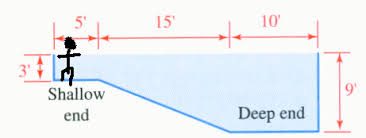 5' 15' 10'
3'
9'
Shallow
end
Deep end